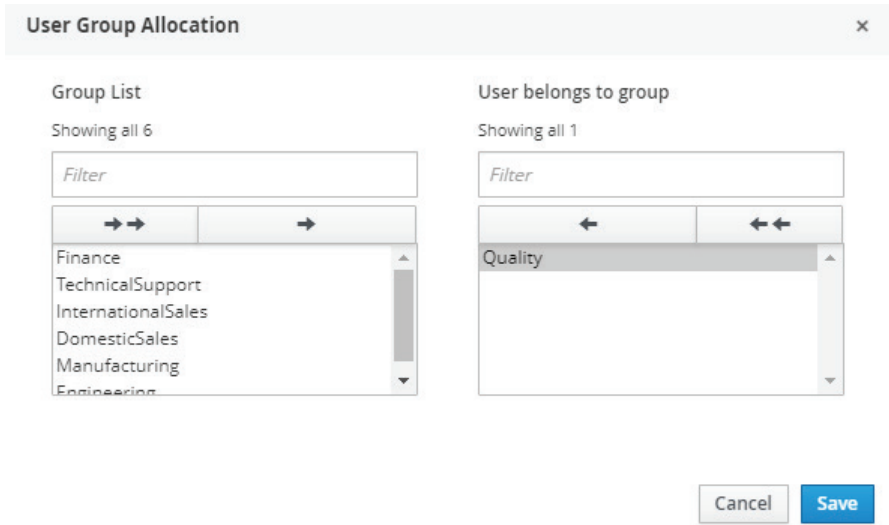 User Group Allocation
×
Group List
Showing all 6
Filter
Finance
TechnicalSupport
InternationalSales
DomesticSales
Manufacturing
Engineering
User belongs to group
Showing all 1
Filter
Quality
Cancel
Save